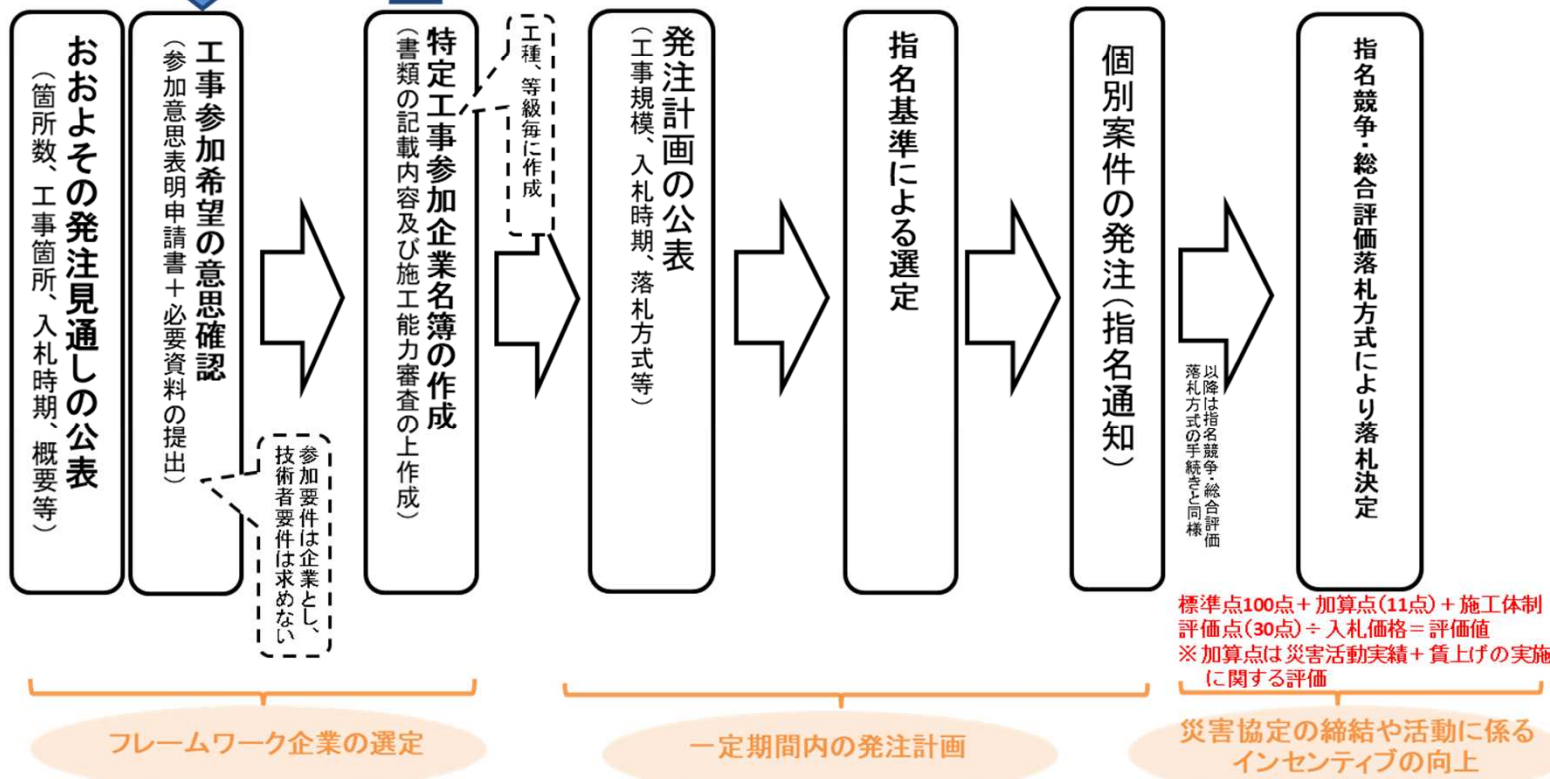 おおよその発注見通しの公表
（箇所数、工事箇所、入札時期、概要等）
工事参加希望の意思確認
（参加意思表明申請書＋必要資料の提出）
参加要件は企業とし、
技術者要件は求めない
特定工事参加企業名簿の作成
（書類の記載内容及び施工能力審査の上作成）
工種、等級毎に作成
発注計画の公表
（工事規模、入札時期、落札方式等）
指名基準による選定
個別案件の発注（指名通知）
以降は指名競争・総合評価
落札方式の手続きと同様
指名競争・総合評価落札方式により落札決定
標準点100点＋加算点(11点)＋施工体制
評価点(30点)÷入札価格＝評価値
※加算点は災害活動実績＋賃上げの実施
に関する評価
フレームワーク企業の選定
一定期間内の発注計画
災害協定の締結や活動に係る
インセンティブの向上